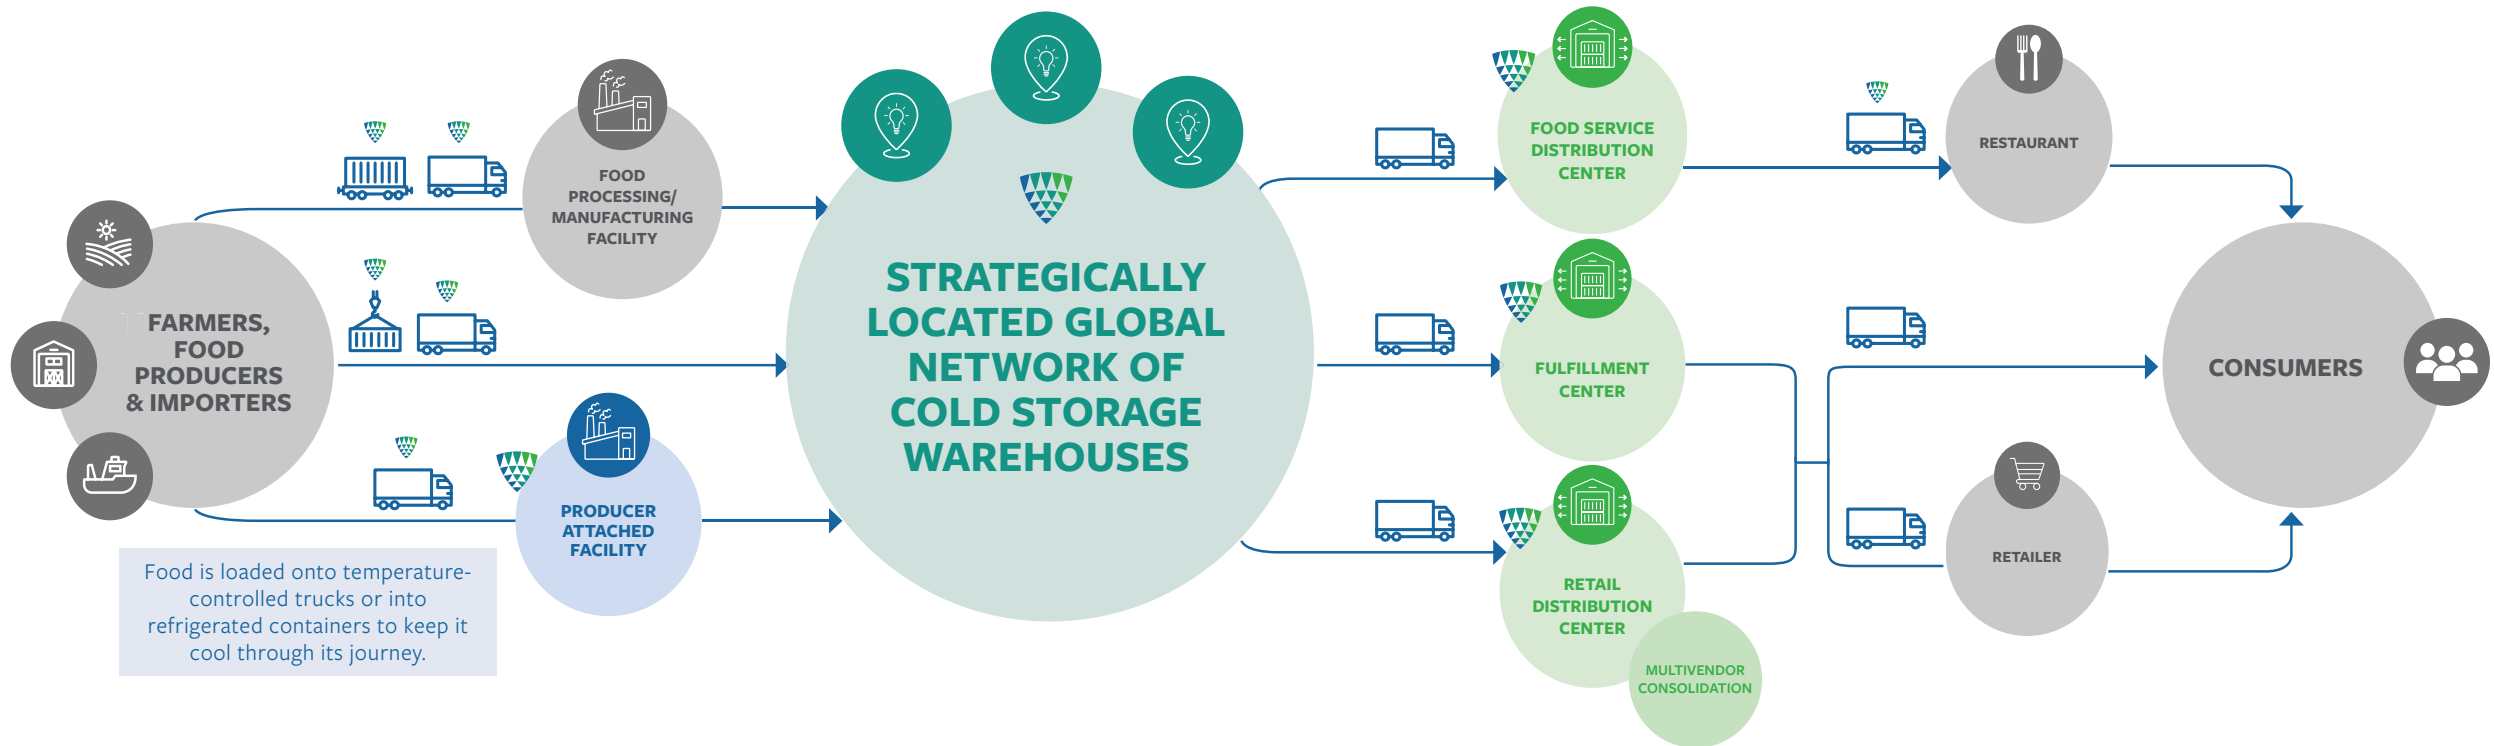 FARMERS,
FOOD
PRODUCERS
& IMPORTERS
FOOD
PROCESSING/
MANUFACTURING
FACILITY
PRODUCER
ATTACHED
FACILITY
Food is loaded onto temperature-
controlled trucks or into
refrigerated containers to keep it
cool through its journey.
STRATEGICALLY
LOCATED GLOBAL
NETWORK OF
COLD STORAGE
WAREHOUSES
FOOD SERVICE
DISTRIBUTION
CENTER
FULFILLMENT
CENTER
RETAIL
DISTRIBUTION
CENTER
MULTIVENDOR
CONSOLIDATION
RESTAURANT
RETAILER
CONSUMERS